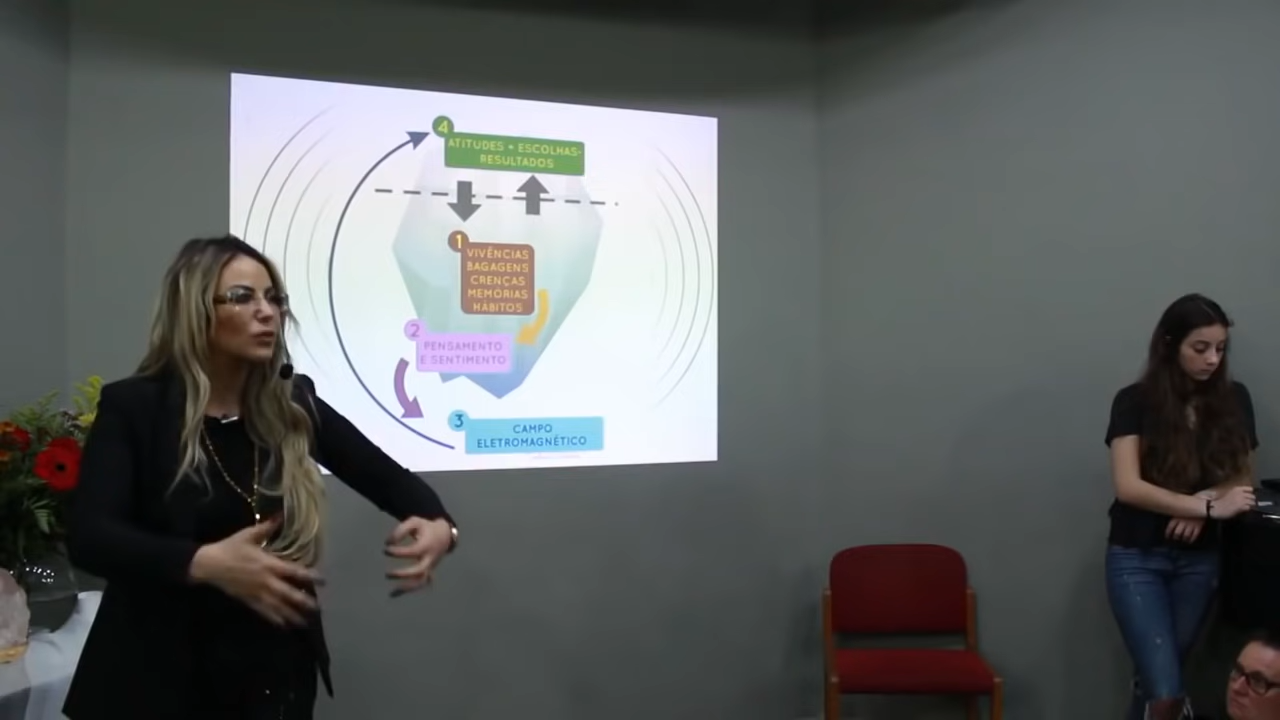 4
ATITUDES = ESCOLHAS-
RESULTADOS
1
VIVÊNCIAS
BAGAGENS
CRENÇAS
MEMÓRIAS
HÁBITOS
2
PENSAMENTO
E SENTIMENTO
3
CAMPO
ELETROMAGNÉTICO